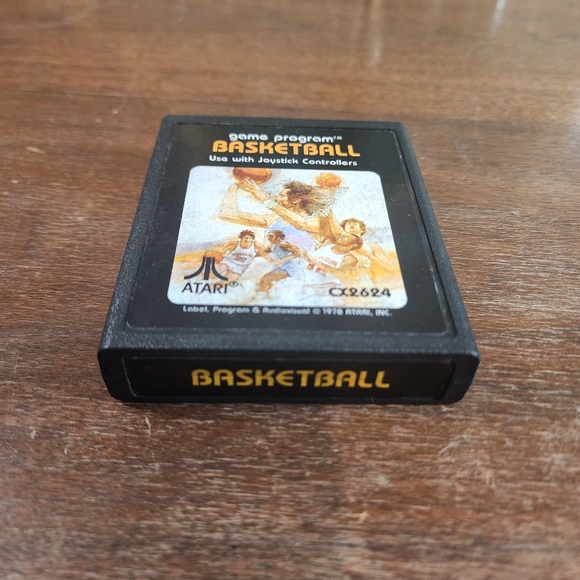 game program™
BASKETBALL
Use with Joystick Controllers
ATARI®
CX2624
Label, Program & Audiovisual © 1978 ATARI, INC.
BASKETBALL